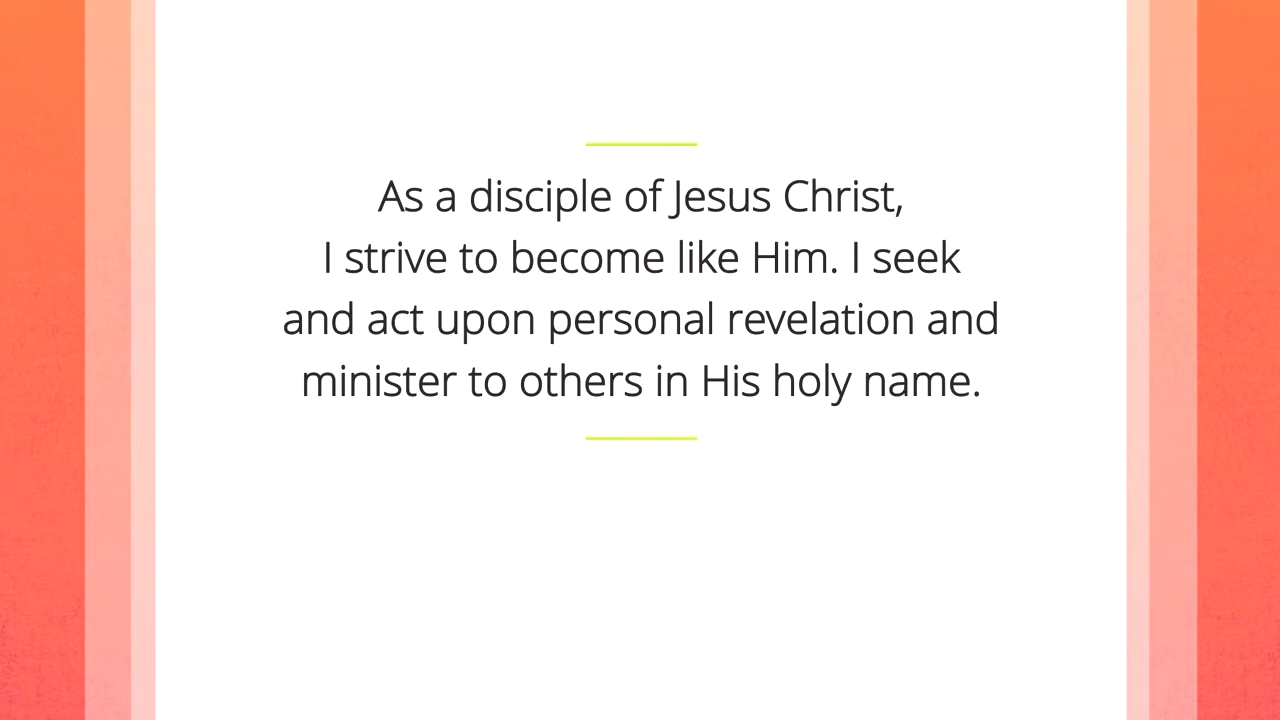 As a disciple of Jesus Christ,
I strive to become like Him. I seek
and act upon personal revelation and
minister to others in His holy name.